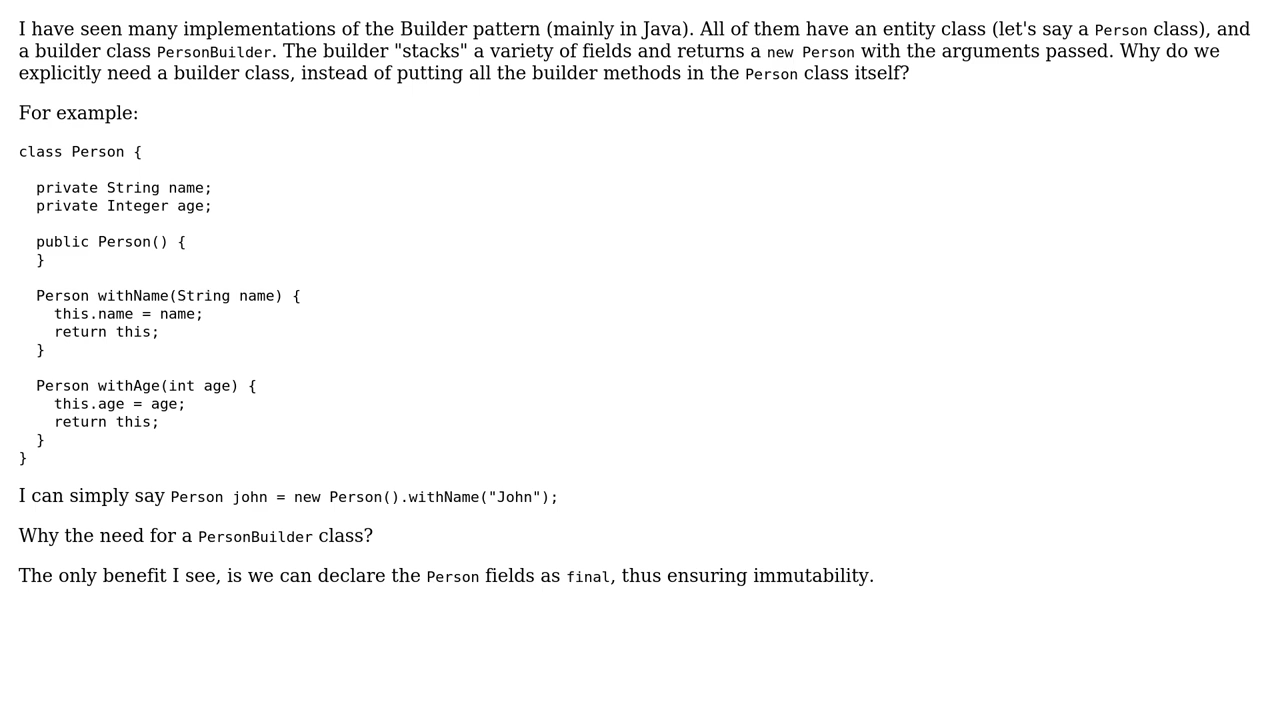 I have seen many implementations of the Builder pattern (mainly in Java). All of them have an entity class (let's say a Person class), and
a builder class PersonBuilder. The builder "stacks" a variety of fields and returns a new Person with the arguments passed. Why do we
explicitly need a builder class, instead of putting all the builder methods in the Person class itself?
For example:
class Person {
private String name;
private Integer age;
public Person() {
}
Person withName(String name) {
this.name = name;
return this;
}
Person withAge(int age) {
this.age = age;
return this;
}
}
I can simply say Person john = new Person().withName("John");
Why the need for a PersonBuilder class?
The only benefit I see, is we can declare the Person fields as final, thus ensuring immutability.